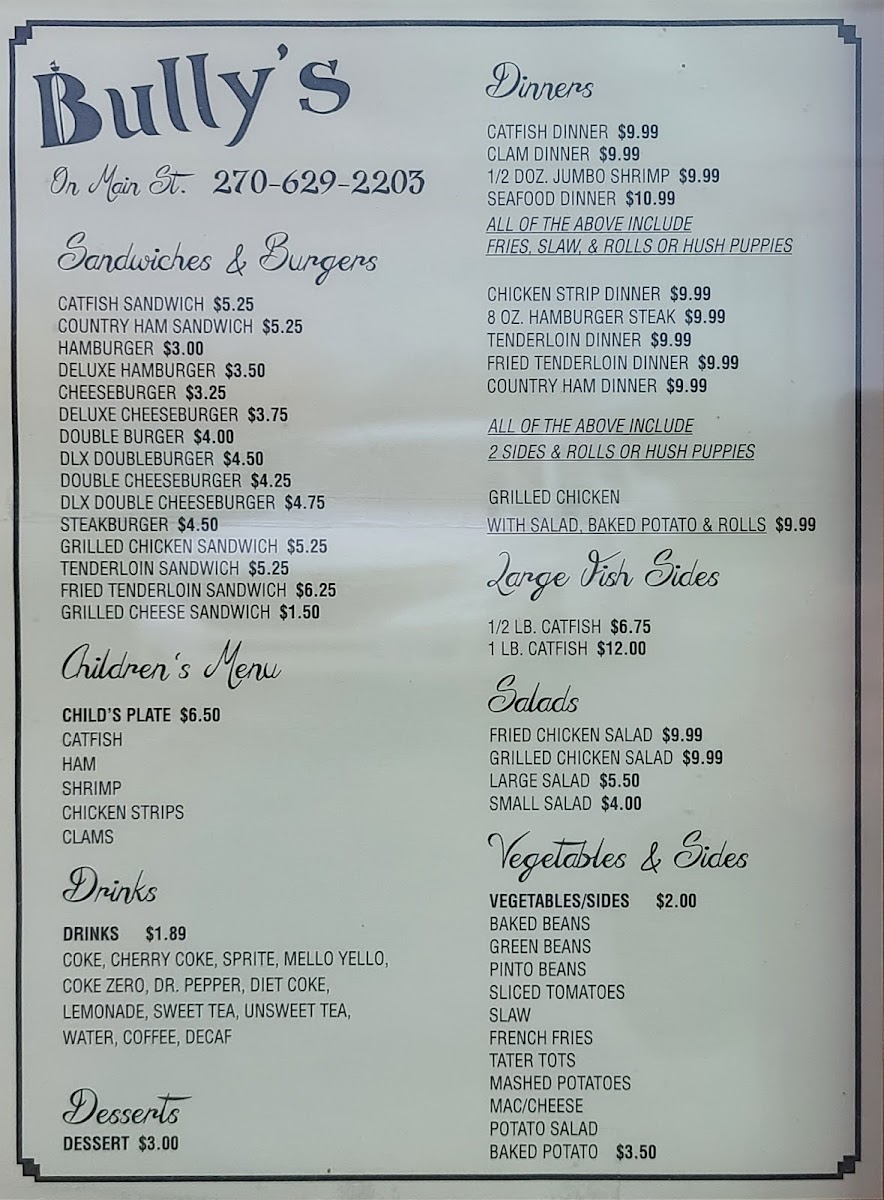 Bully's
On Main St. 270-629-2203
Sandwiches & Burgers
CATFISH SANDWICH $5.25
COUNTRY HAM SANDWICH $5.25
HAMBURGER $3.00
DELUXE HAMBURGER $3.50
CHEESEBURGER $3.25
DELUXE CHEESEBURGER $3.75
DOUBLE BURGER $4.00
DLX DOUBLEBURGER $4.50
DOUBLE CHEESEBURGER $4.25
DLX DOUBLE CHEESEBURGER $4.75
STEAKBURGER $4.50
GRILLED CHICKEN SANDWICH $5.25
TENDERLOIN SANDWICH $5.25
FRIED TENDERLOIN SANDWICH $6.25
GRILLED CHEESE SANDWICH $1.50
Children's Menu
CHILD'S PLATE $6.50
CATFISH
HAM
SHRIMP
CHICKEN STRIPS
CLAMS
Drinks
DRINKS $1.89
COKE, CHERRY COKE, SPRITE, MELLO YELLO,
COKE ZERO, DR. PEPPER, DIET COKE,
LEMONADE, SWEET TEA, UNSWEET TEA,
WATER, COFFEE, DECAF
Desserts
DESSERT $3.00
Dinners
CATFISH DINNER $9.99
CLAM DINNER $9.99
1/2 DOZ. JUMBO SHRIMP $9.99
SEAFOOD DINNER $10.99
ALL OF THE ABOVE INCLUDE
FRIES, SLAW, & ROLLS OR HUSH PUPPIES
CHICKEN STRIP DINNER $9.99
8 OZ. HAMBURGER STEAK $9.99
TENDERLOIN DINNER $9.99
FRIED TENDERLOIN DINNER $9.99
COUNTRY HAM DINNER $9.99
ALL OF THE ABOVE INCLUDE
2 SIDES & ROLLS OR HUSH PUPPIES
GRILLED CHICKEN
WITH SALAD, BAKED POTATO & ROLLS $9.99
Large Fish Sides
1/2 LB. CATFISH $6.75
1 LB. CATFISH $12.00
Salads
FRIED CHICKEN SALAD $9.99
GRILLED CHICKEN SALAD $9.99
LARGE SALAD $5.50
SMALL SALAD $4.00
Vegetables & Sides
VEGETABLES/SIDES $2.00
BAKED BEANS
GREEN BEANS
PINTO BEANS
SLICED TOMATOES
SLAW
FRENCH FRIES
TATER TOTS
MASHED POTATOES
MAC/CHEESE
POTATO SALAD
BAKED POTATO $3.50